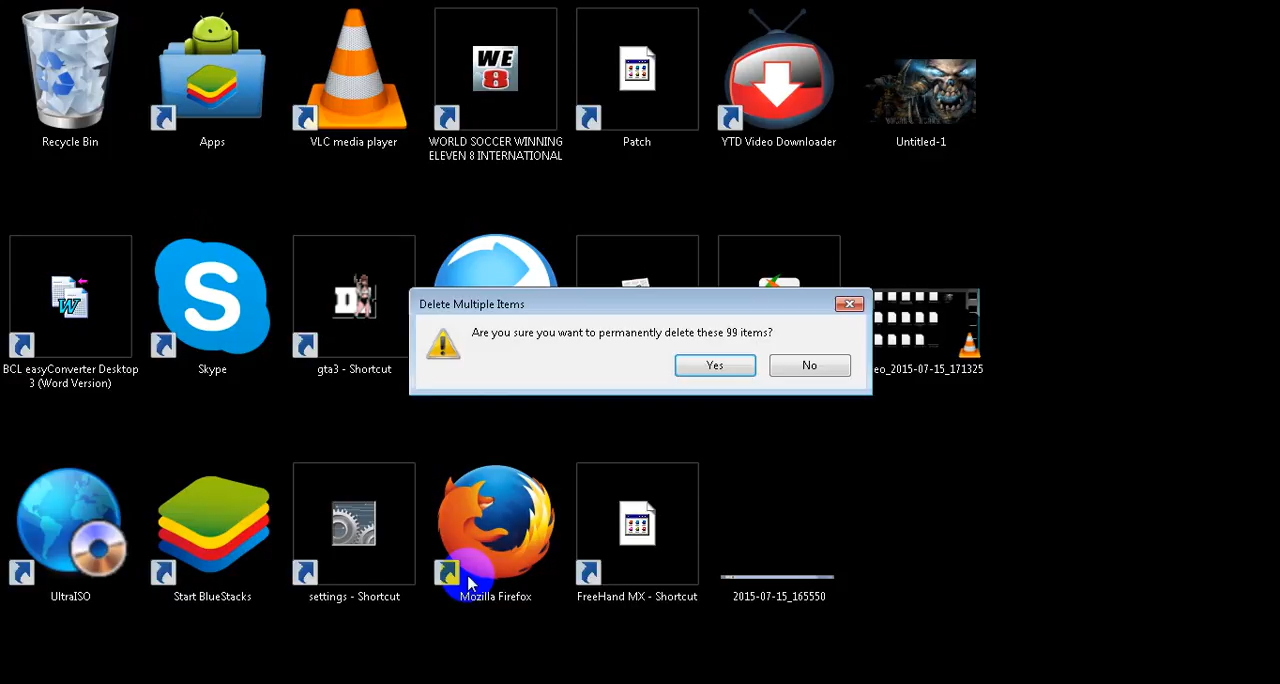 Recycle Bin
Apps
VLC media player
WE
8
WORLD SOCCER WINNING
ELEVEN 8 INTERNATIONAL
Patch
YTD Video Downloader
Untitled-1
W
BCL easyConverter Desktop
3 (Word Version)
S
Skype
gta3 - Shortcut
Delete Multiple Items
Are you sure you want to permanently delete these 99 items?
Yes
No
eo_2015-07-15_171325
UltraISO
Start BlueStacks
settings - Shortcut
Mozilla Firefox
FreeHand MX - Shortcut
2015-07-15_165550